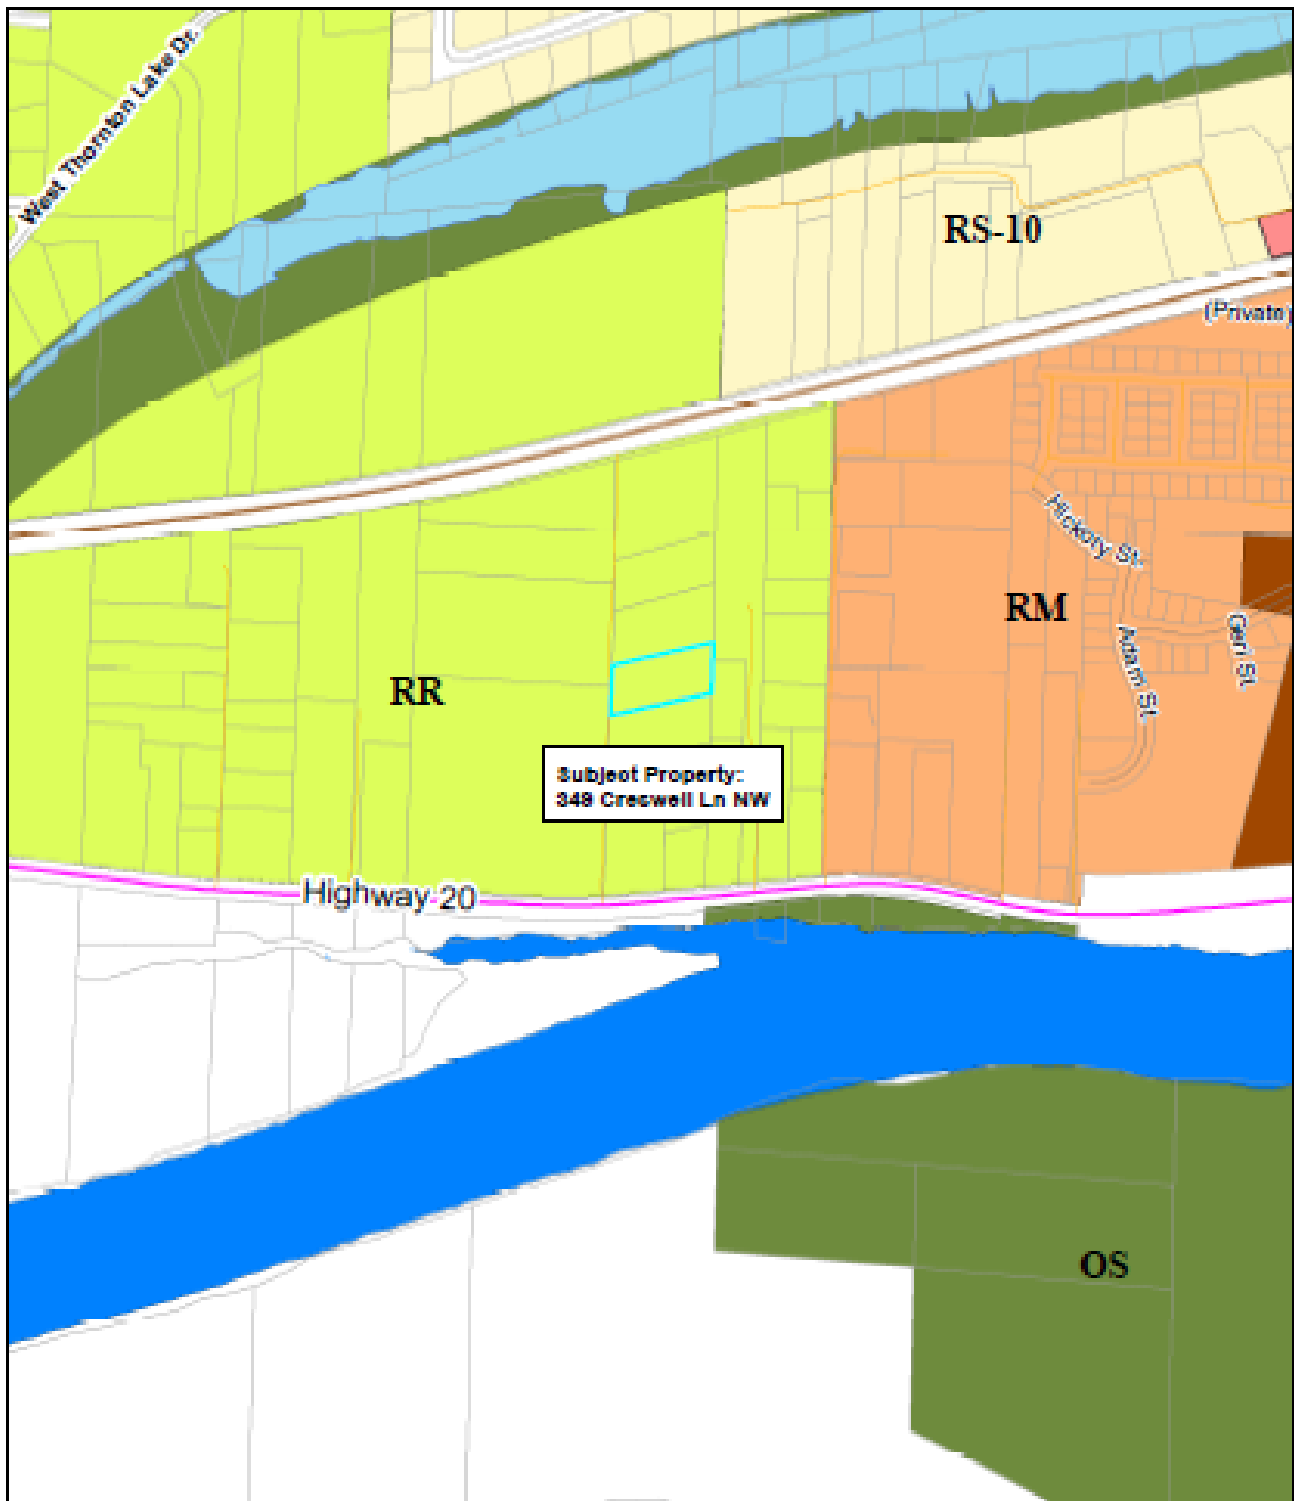 West Thornton Lake Dr.
RS-10
(Private)
Hickory St.
RM
Adam St.
Geri St.
RR
Subject Property:
349 Creswell Ln NW
Highway 20
OS